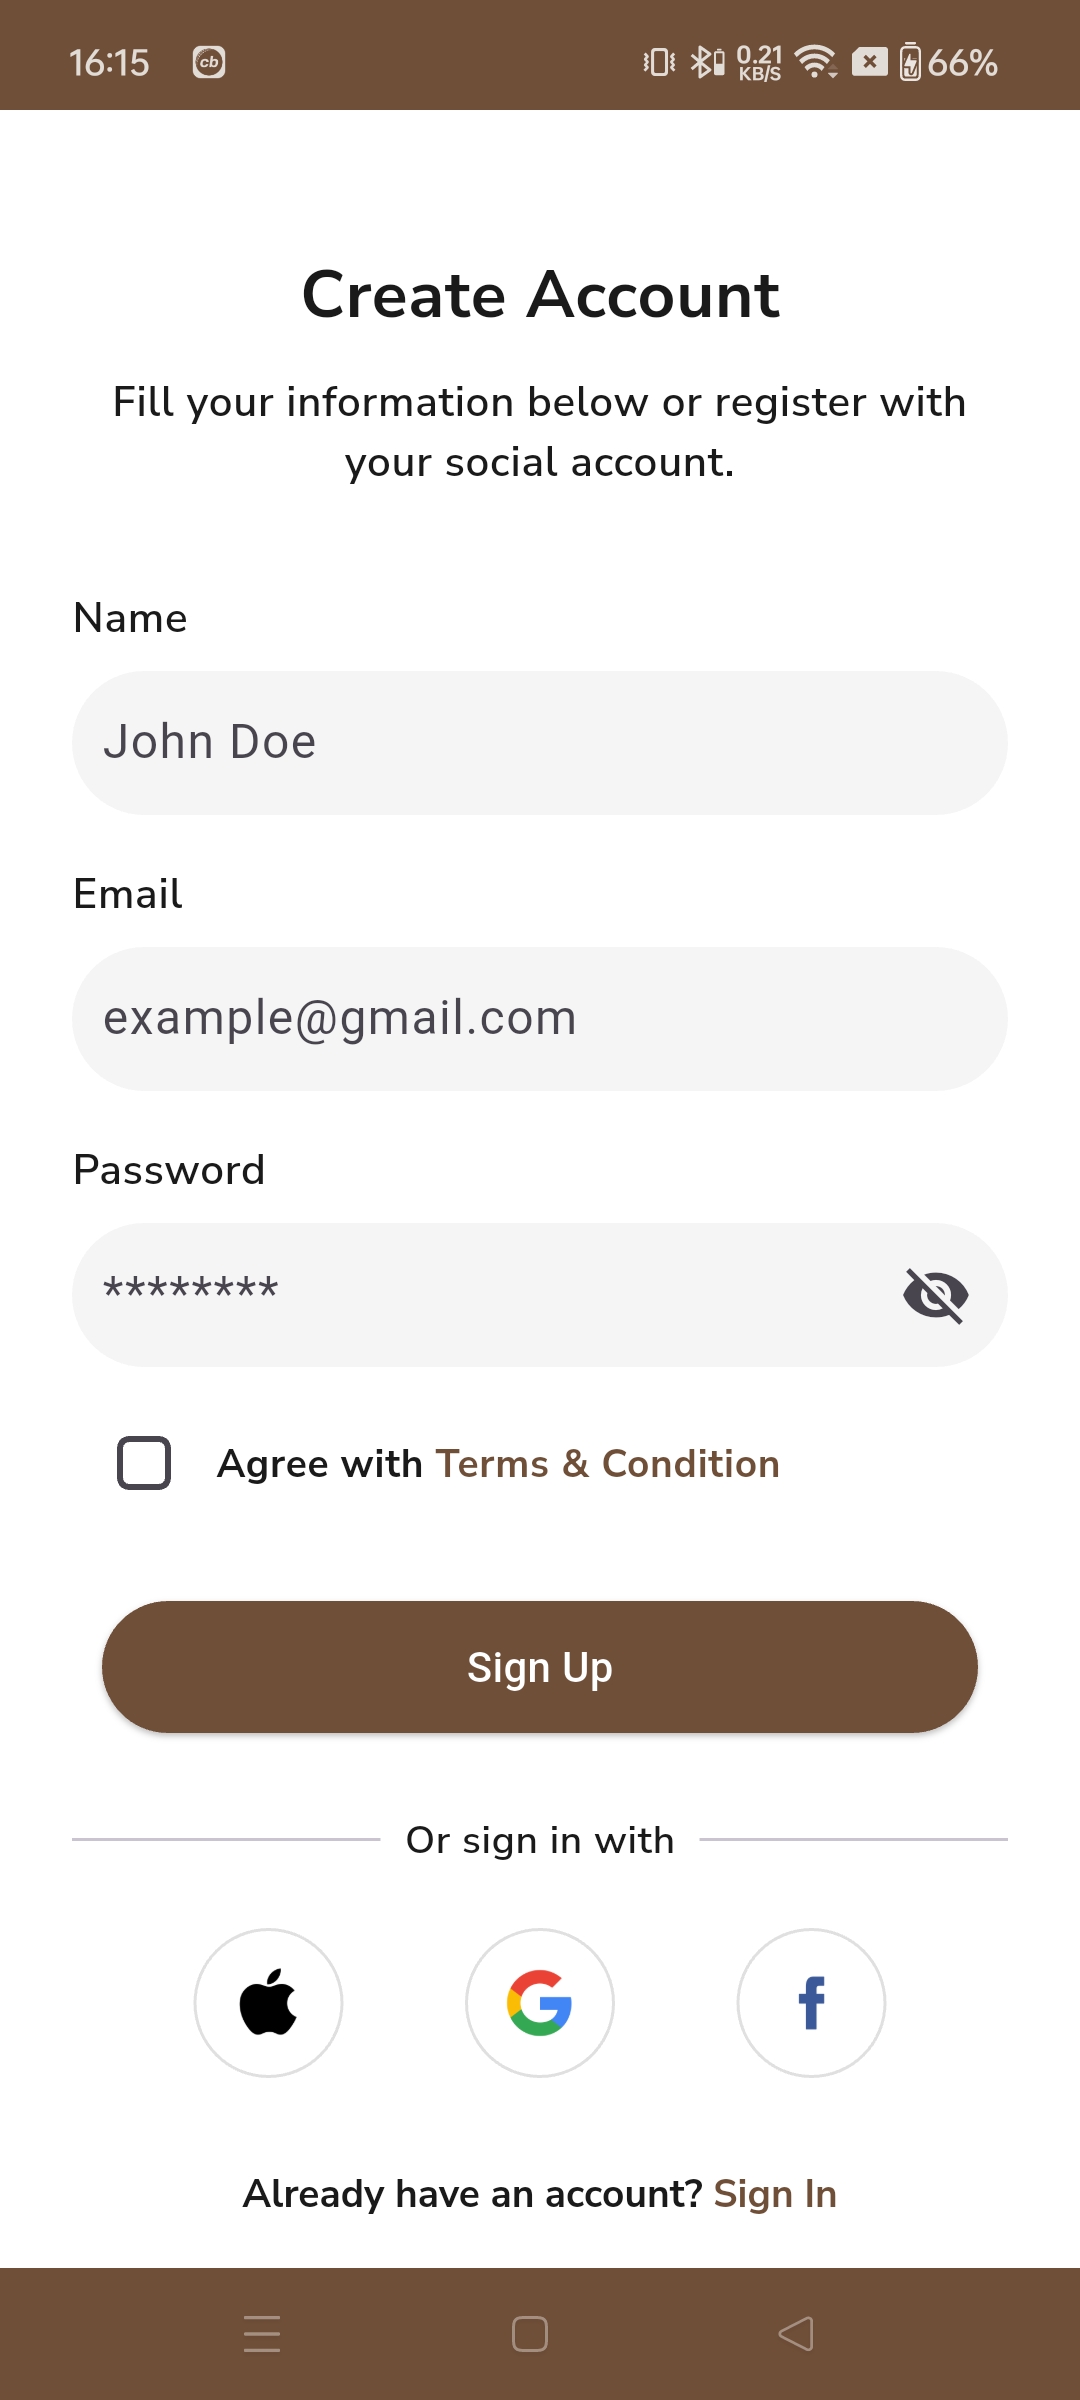 16:15 cb 0.21 KB/S 66%
Create Account
Fill your information below or register with
your social account.
Name
John Doe
Email
example@gmail.com
Password
********
Agree with Terms & Condition
Sign Up
Or sign in with
Already have an account? Sign In